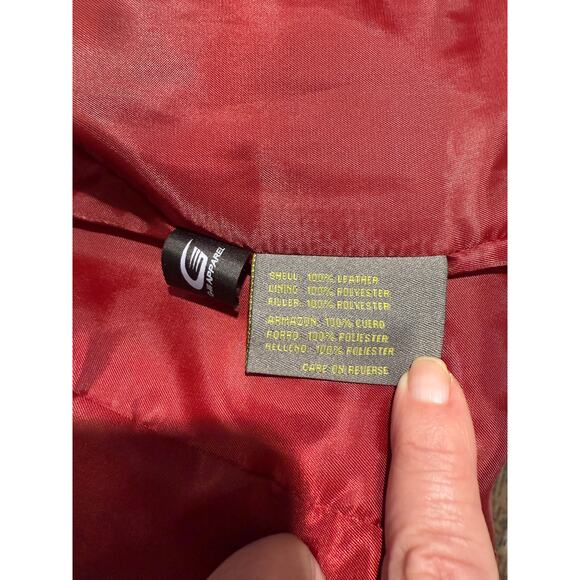 G-III APPAREL
SHELL: 100% LEATHER
LINING: 100% POLYESTER
FILLER: 100% POLYESTER
ARMAZON: 100% CUERO
FORRO: 100% POLIESTER
RELLENO: 100% POLIESTER
CARE ON REVERSE